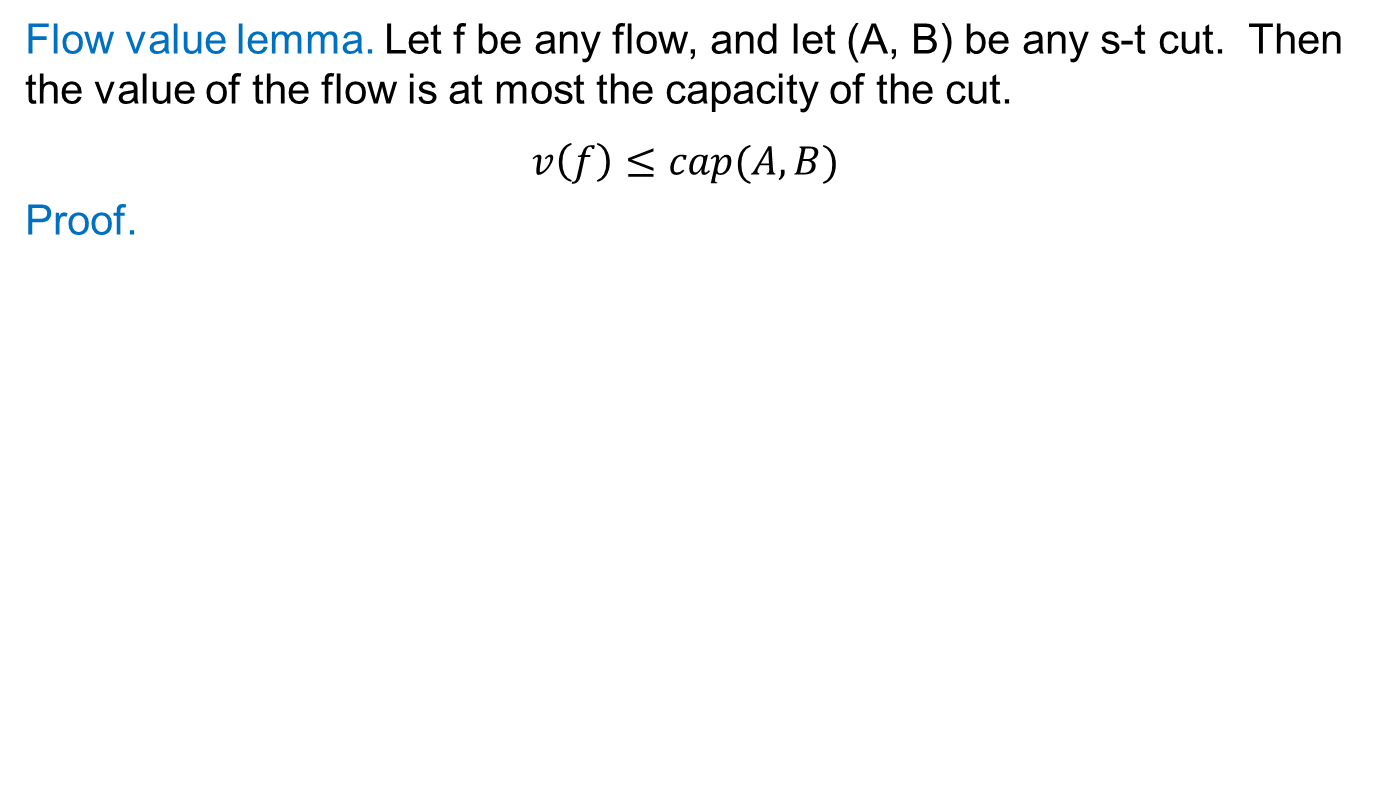 Flow value lemma. Let f be any flow, and let (A, B) be any s-t cut.  Then
the value of the flow is at most the capacity of the cut.
𝑣(𝑓) ≤ 𝑐𝑎𝑝(𝐴, 𝐵)
Proof.